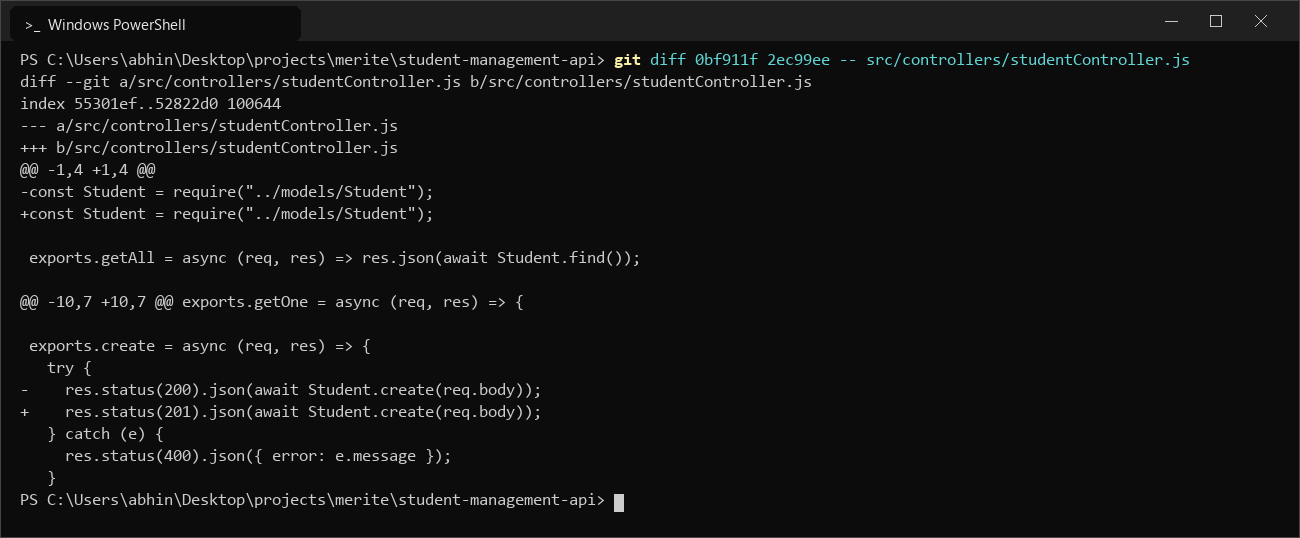 >_ Windows PowerShell
PS C:\Users\abhin\Desktop\projects\merite\student-management-api> git diff 0bf911f 2ec99ee -- src/controllers/studentController.js
diff --git a/src/controllers/studentController.js b/src/controllers/studentController.js
index 55301ef..52822d0 100644
--- a/src/controllers/studentController.js
+++ b/src/controllers/studentController.js
@@ -1,4 +1,4 @@
-const Student = require("../models/Student");
+const Student = require("../models/Student");

 exports.getAll = async (req, res) => res.json(await Student.find());

@@ -10,7 +10,7 @@ exports.getOne = async (req, res) => {

 exports.create = async (req, res) => {
   try {
-    res.status(200).json(await Student.create(req.body));
+    res.status(201).json(await Student.create(req.body));
   } catch (e) {
     res.status(400).json({ error: e.message });
   }
PS C:\Users\abhin\Desktop\projects\merite\student-management-api>